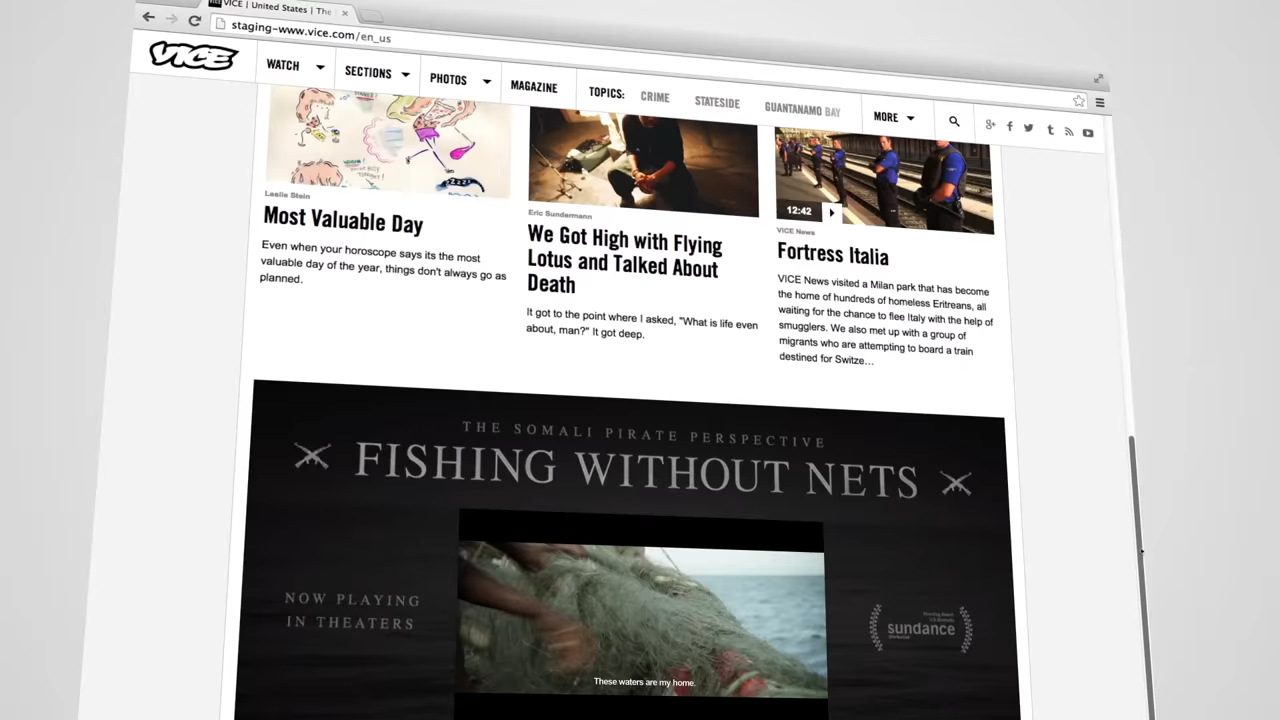 VICE | United States | The
staging-www.vice.com/en_us
VICE
WATCH
SECTIONS
PHOTOS
MAGAZINE
TOPICS:
CRIME
STATESIDE
GUANTANAMO BAY
MORE
Leslie Stein
Most Valuable Day
Even when your horoscope says its the most
valuable day of the year, things don't always go as
planned.
Eric Sundermann
We Got High with Flying
Lotus and Talked About
Death
It got to the point where I asked, "What is life even
about, man?" It got deep.
12:42
VICE News
Fortress Italia
VICE News visited a Milan park that has become
the home of hundreds of homeless Eritreans, all
waiting for the chance to flee Italy with the help of
smugglers. We also met up with a group of
migrants who are attempting to board a train
destined for Switze...
THE SOMALI PIRATE PERSPECTIVE
FISHING WITHOUT NETS
NOW PLAYING
IN THEATERS
sundance
These waters are my home.